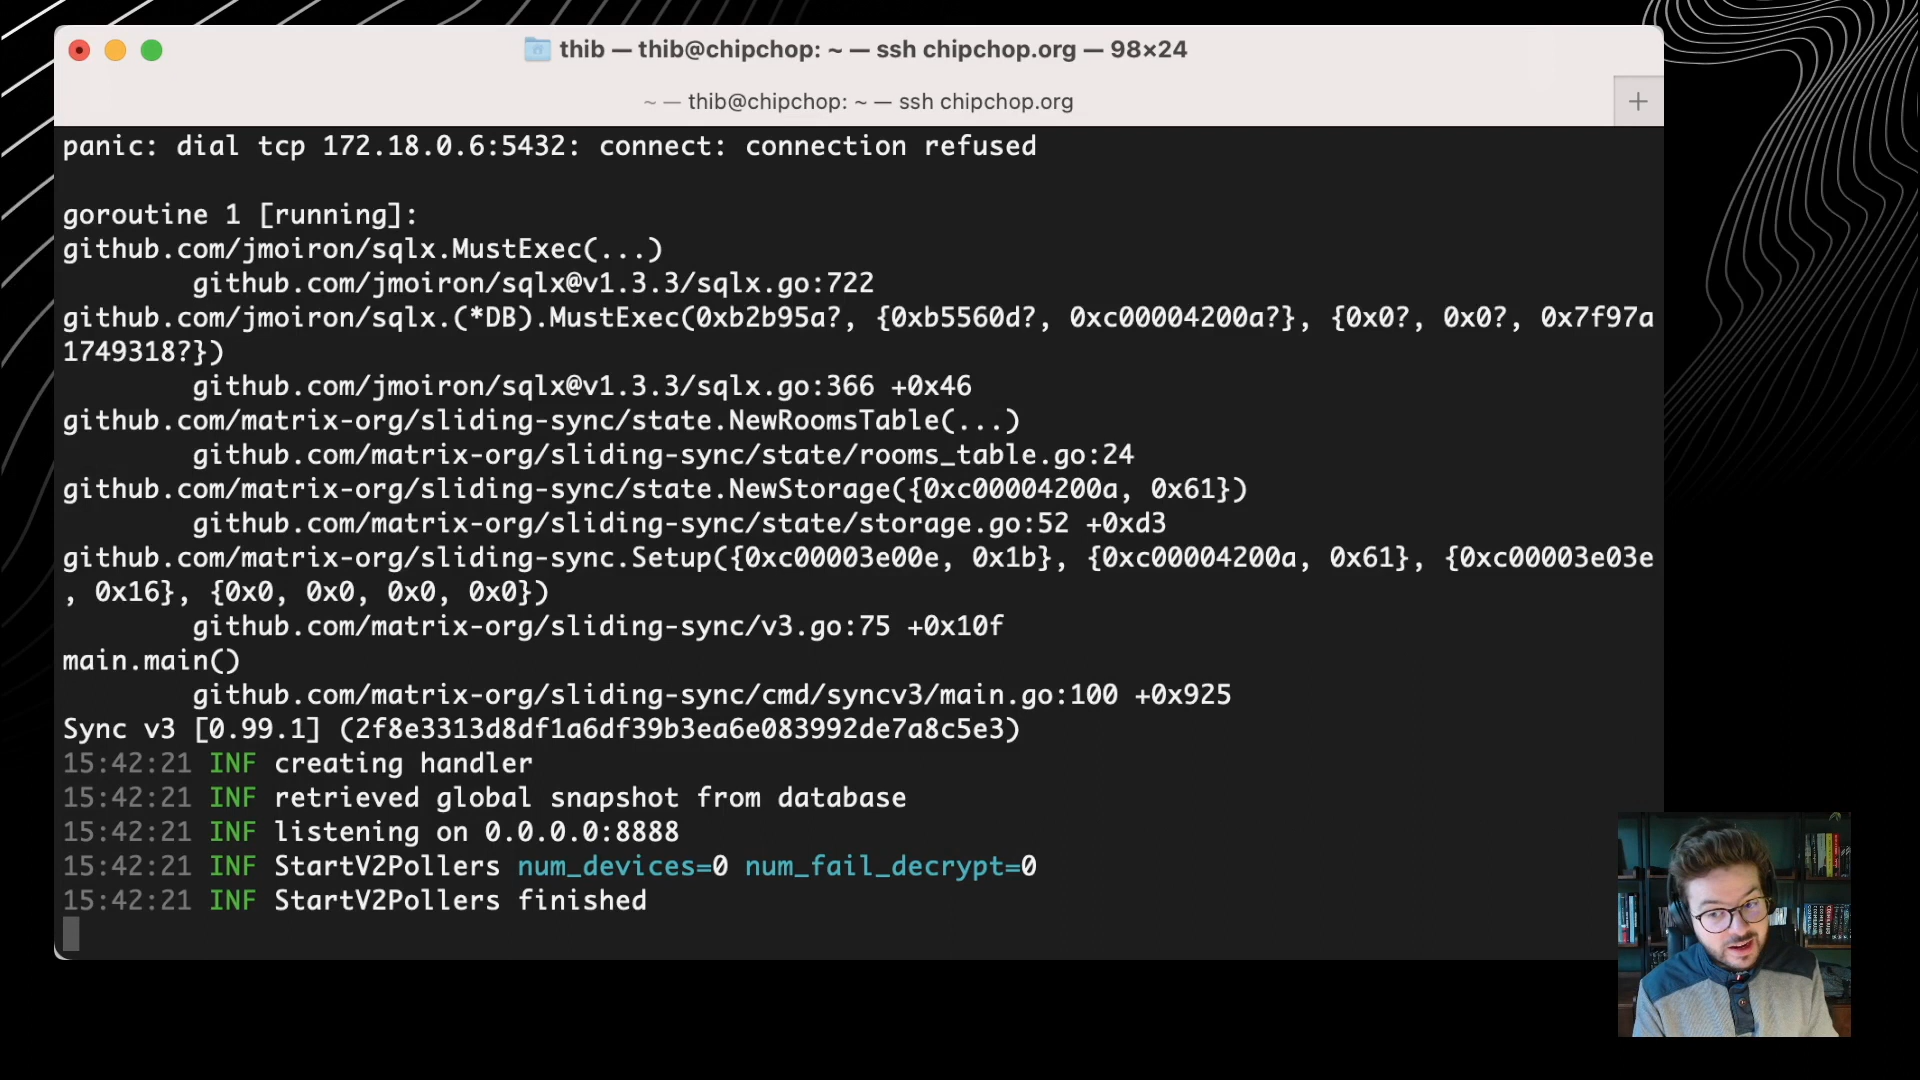 thib — thib@chipchop: ~ — ssh chipchop.org — 98×24
~ — thib@chipchop: ~ — ssh chipchop.org
panic: dial tcp 172.18.0.6:5432: connect: connection refused
goroutine 1 [running]:
github.com/jmoiron/sqlx.MustExec(...)
github.com/jmoiron/sqlx@v1.3.3/sqlx.go:722
github.com/jmoiron/sqlx.(*DB).MustExec(0xb2b95a?, {0xb5560d?, 0xc00004200a?}, {0x0?, 0x0?, 0x7f97a
1749318?})
github.com/jmoiron/sqlx@v1.3.3/sqlx.go:366 +0x46
github.com/matrix-org/sliding-sync/state.NewRoomsTable(...)
github.com/matrix-org/sliding-sync/state/rooms_table.go:24
github.com/matrix-org/sliding-sync/state.NewStorage({0xc00004200a, 0x61})
github.com/matrix-org/sliding-sync/state/storage.go:52 +0xd3
github.com/matrix-org/sliding-sync.Setup({0xc00003e00e, 0x1b}, {0xc00004200a, 0x61}, {0xc00003e03e
, 0x16}, {0x0, 0x0, 0x0, 0x0})
github.com/matrix-org/sliding-sync/v3.go:75 +0x10f
main.main()
github.com/matrix-org/sliding-sync/cmd/syncv3/main.go:100 +0x925
Sync v3 [0.99.1] (2f8e3313d8df1a6df39b3ea6e083992de7a8c5e3)
15:42:21 INF creating handler
15:42:21 INF retrieved global snapshot from database
15:42:21 INF listening on 0.0.0.0:8888
15:42:21 INF StartV2Pollers num_devices=0 num_fail_decrypt=0
15:42:21 INF StartV2Pollers finished